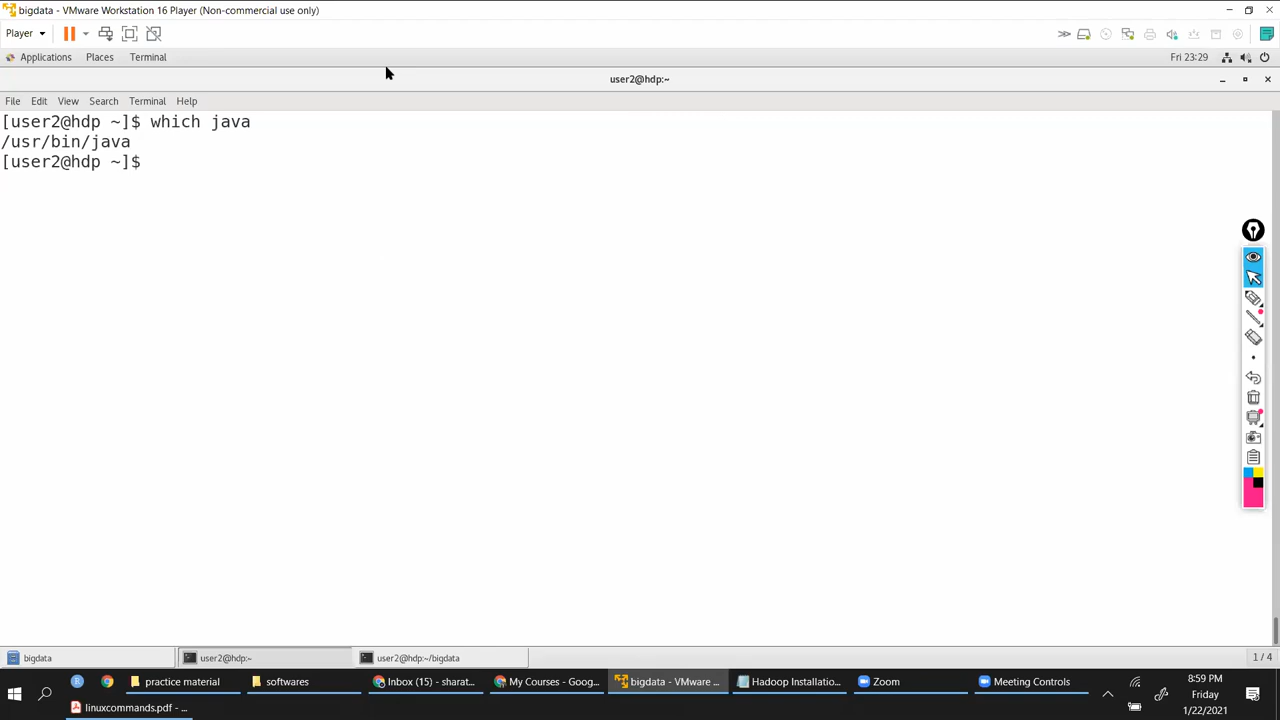 bigdata - VMware Workstation 16 Player (Non-commercial use only)
Player
Applications Places Terminal Fri 23:29
user2@hdp:~
File Edit View Search Terminal Help
[user2@hdp ~]$ which java
/usr/bin/java
[user2@hdp ~]$
bigdata user2@hdp:~ user2@hdp:~/bigdata 1 / 4
practice material softwares Inbox (15) - sharat... My Courses - Goog... bigdata - VMware ... Hadoop Installatio... Zoom Meeting Controls 8:59 PM
Friday
linuxcommands.pdf - ... 1/22/2021